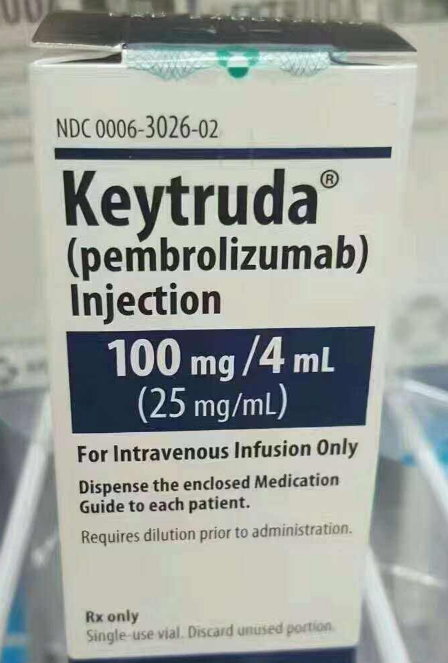 NDC 0006-3026-02
Keytruda®
(pembrolizumab)
Injection
100 mg/4 mL
(25 mg/mL)
For Intravenous Infusion Only
Dispense the enclosed Medication
Guide to each patient.
Requires dilution prior to administration.
Rx only
Single-use vial. Discard unused portion.